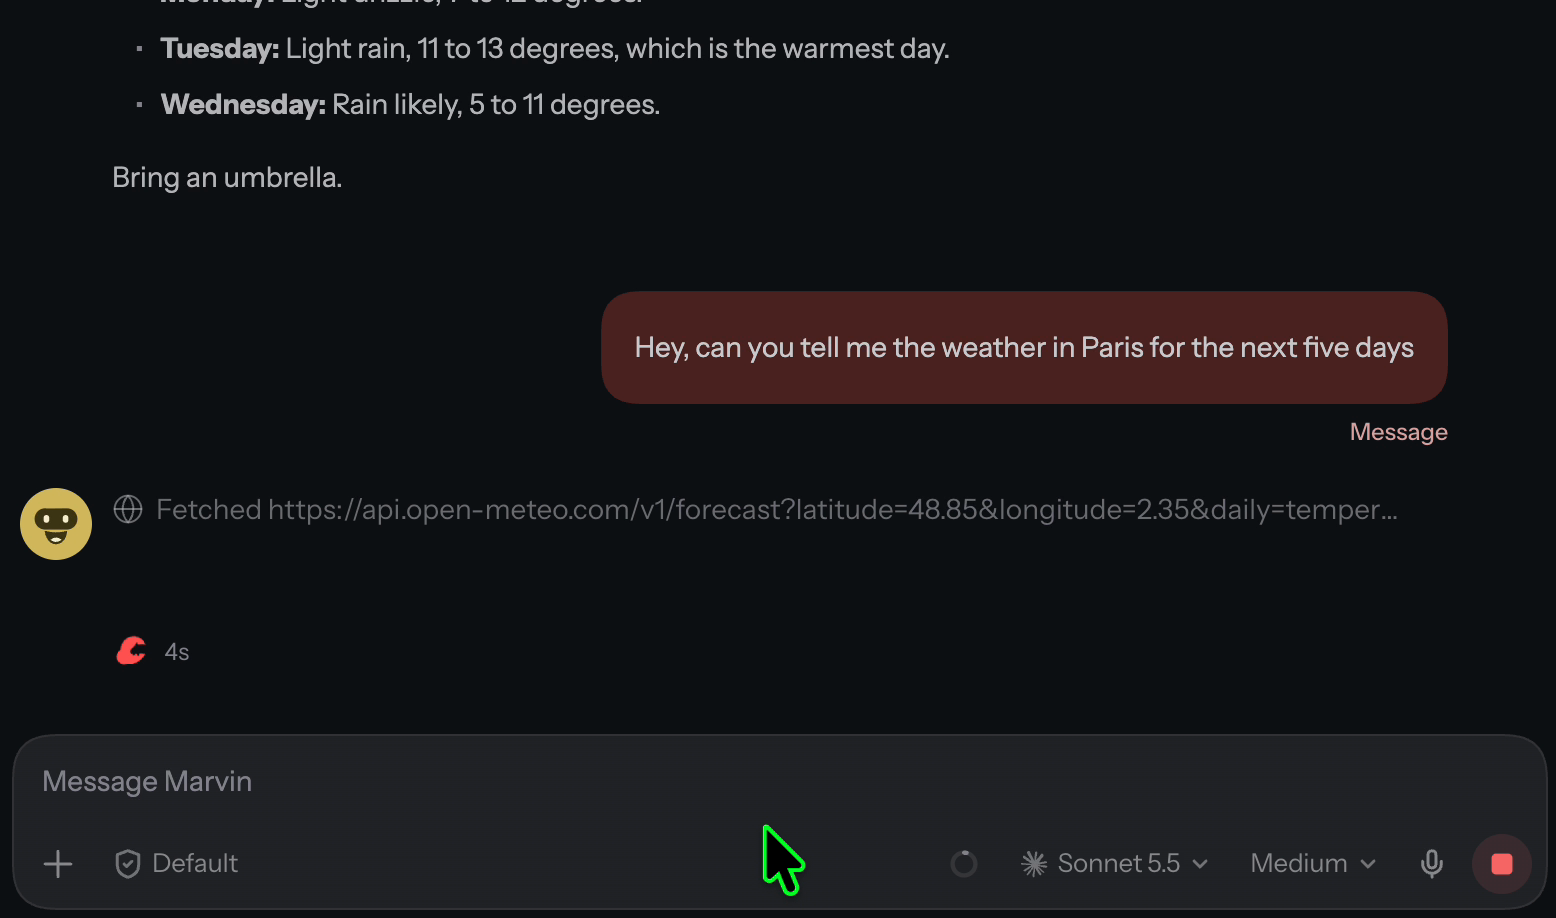 Tuesday: Light rain, 11 to 13 degrees, which is the warmest day.
Wednesday: Rain likely, 5 to 11 degrees.
Bring an umbrella.
Hey, can you tell me the weather in Paris for the next five days
Message
Fetched https://api.open-meteo.com/v1/forecast?latitude=48.85&longitude=2.35&daily=temper...
4s
Message Marvin
Default
Sonnet 5.5
Medium